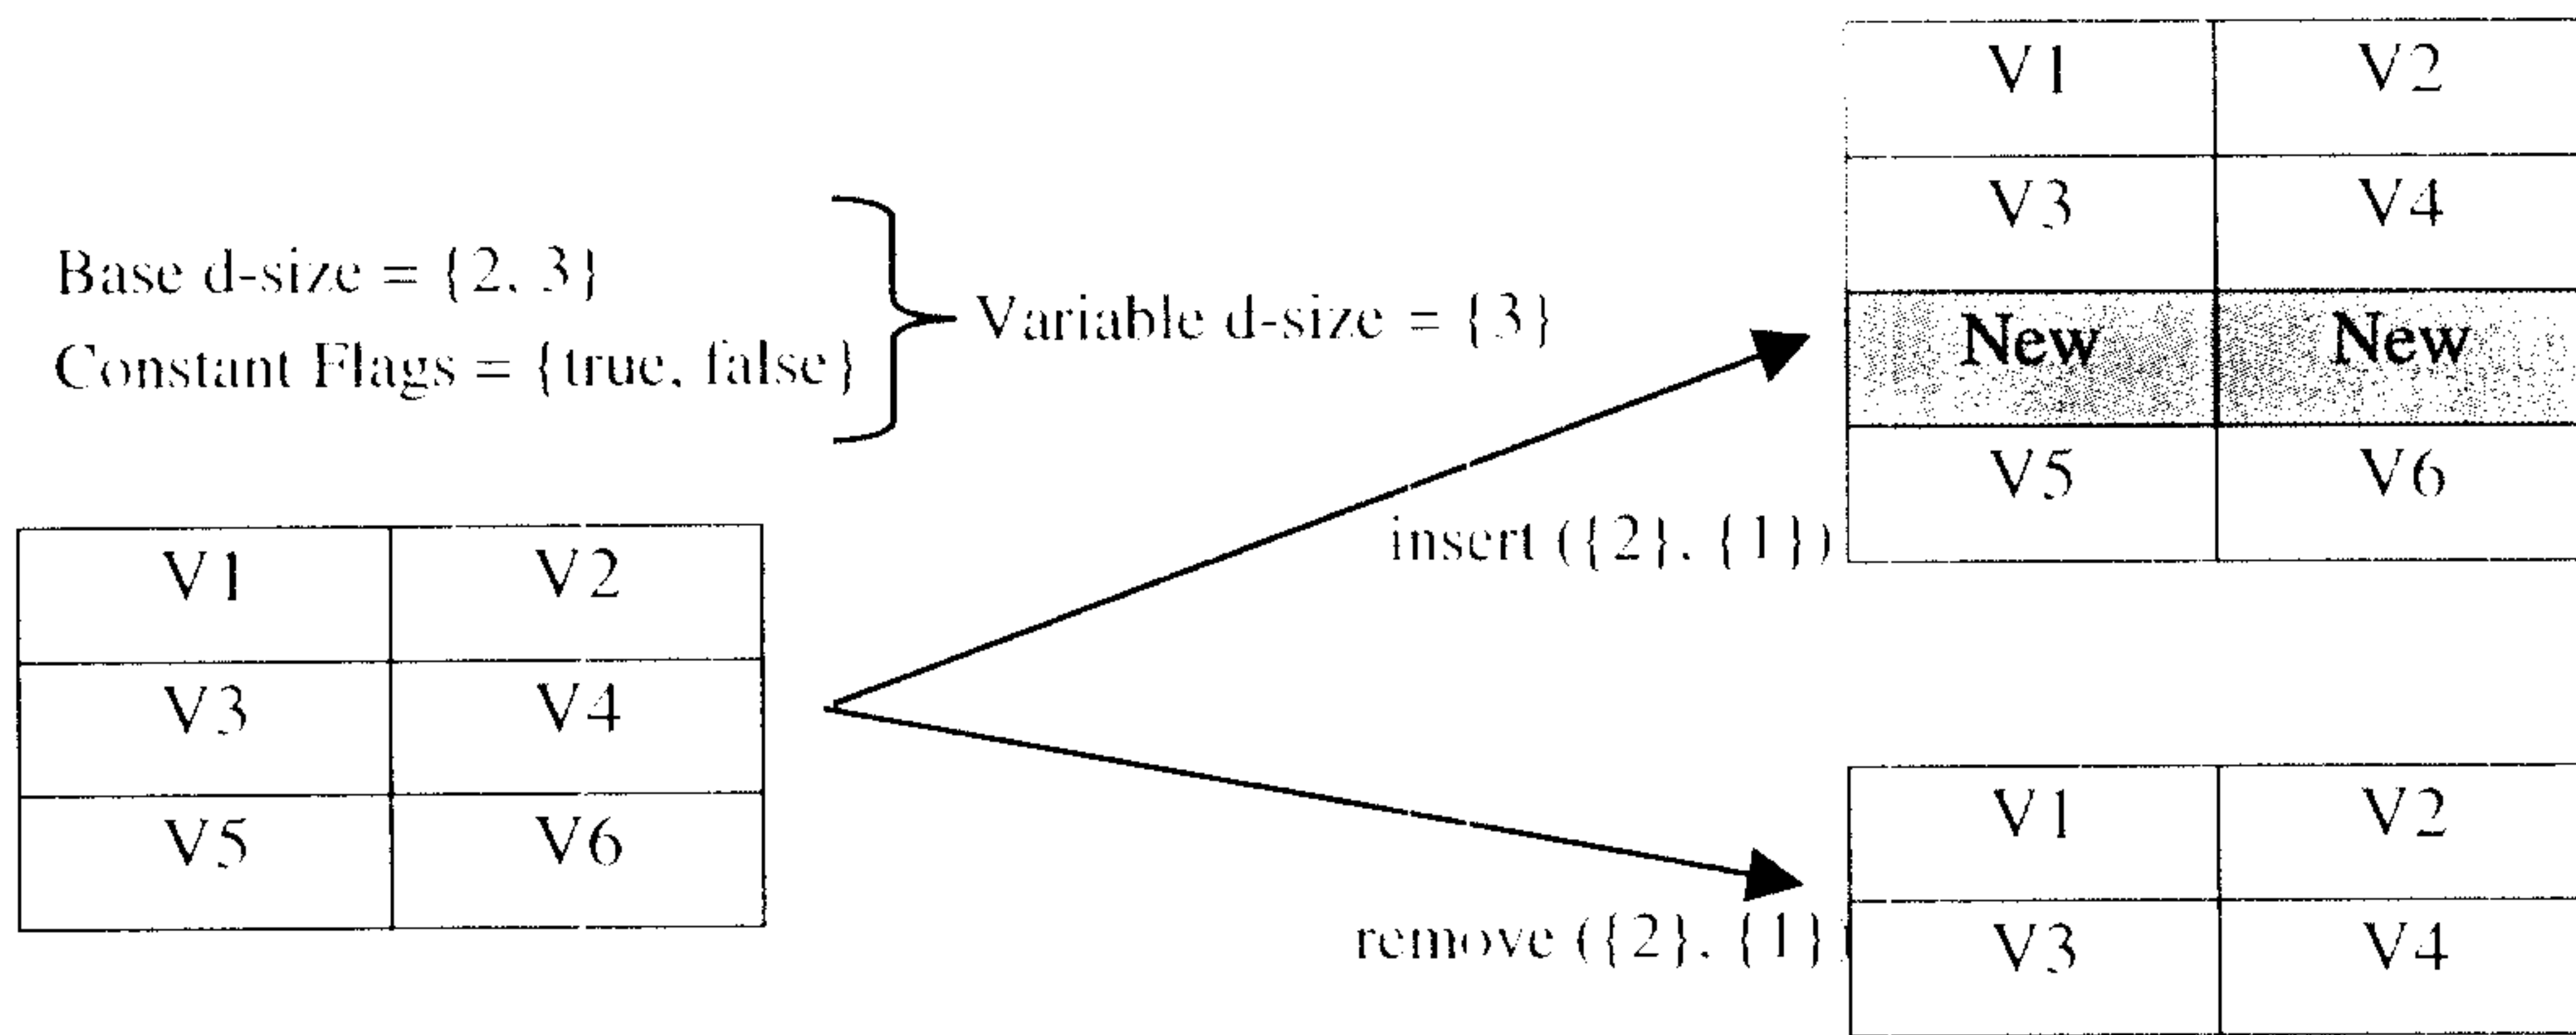 Base d-size = {2, 3}
Constant Flags = {true, false}
Variable d-size = {3}
V1 V2
V3 V4
V5 V6
insert ({2}, {1})
V1 V2
V3 V4
New New
V5 V6
remove ({2}, {1})
V1 V2
V3 V4